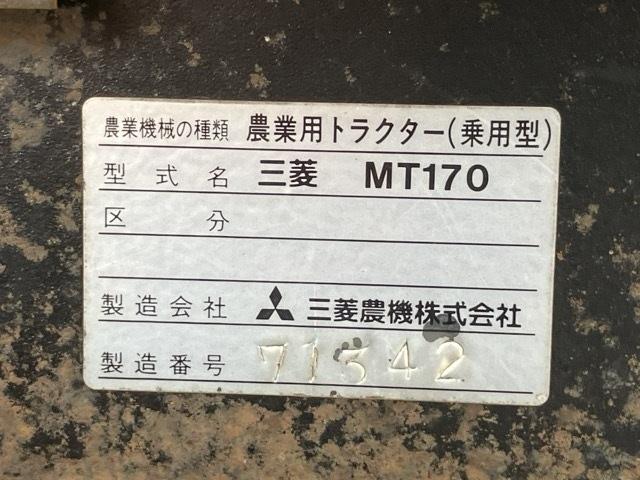 農業機械の種類 農業用トラクター(乗用型)
型式名 三菱 MT170
区分
製造会社 三菱農機株式会社
製造番号 71542